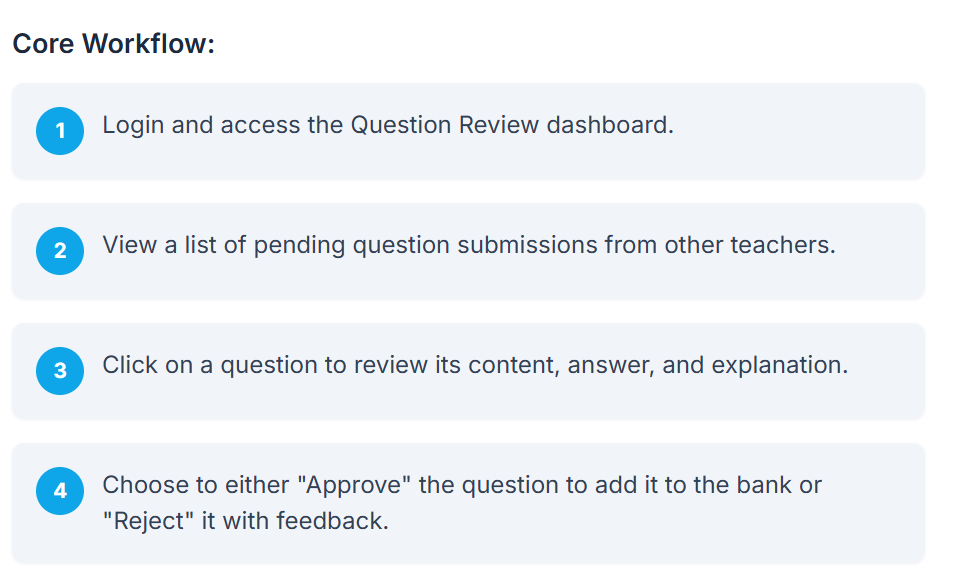 Core Workflow:
1
Login and access the Question Review dashboard.
2
View a list of pending question submissions from other teachers.
3
Click on a question to review its content, answer, and explanation.
4
Choose to either "Approve" the question to add it to the bank or
"Reject" it with feedback.